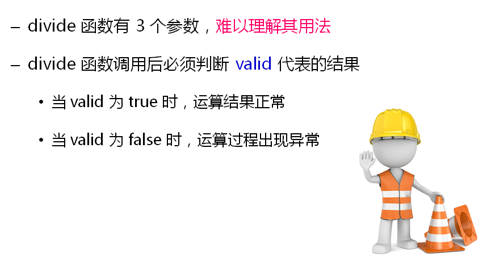 – divide 函数有 3 个参数，难以理解其用法
– divide 函数调用后必须判断 valid 代表的结果
• 当 valid 为 true 时，运算结果正常
• 当 valid 为 false 时，运算过程出现异常